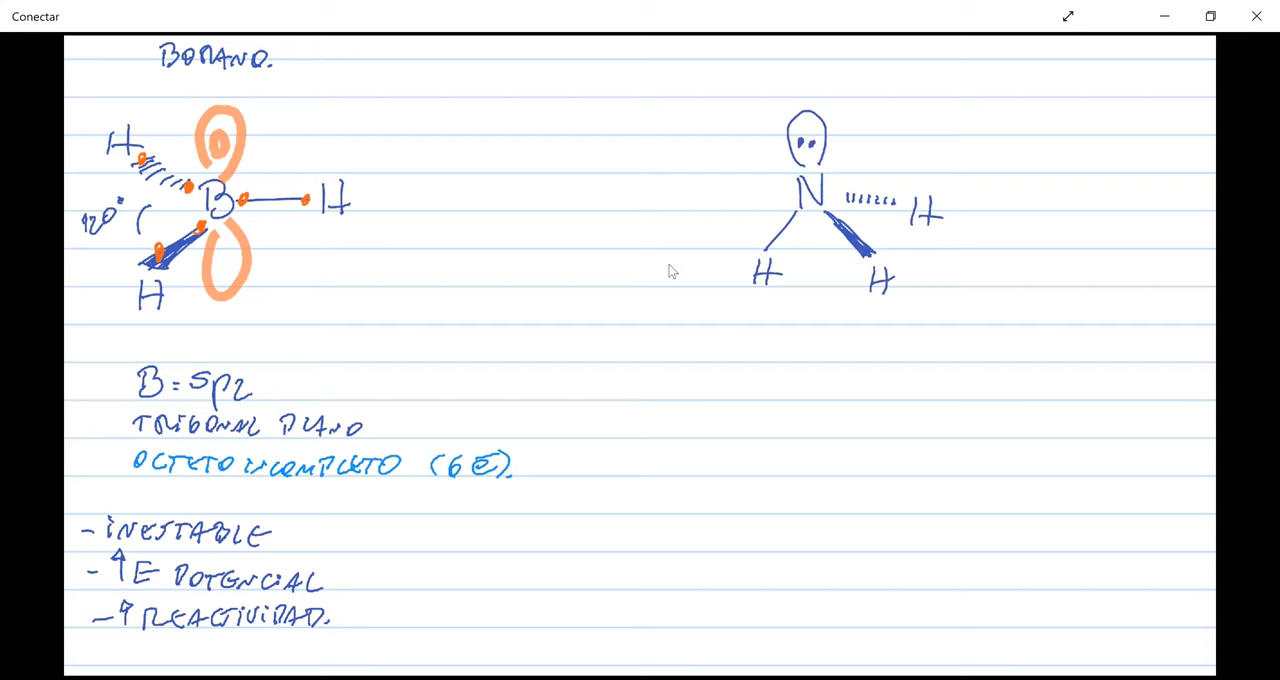 Conectar
BORANO.
H
B
H
120°
H
N
H
H
H
B = sp2
TRIGONAL PLANO
OCTETO INCOMPLETO (6 e).
- INESTABLE
- ↑ E POTENCIAL
- ↑ REACTIVIDAD.